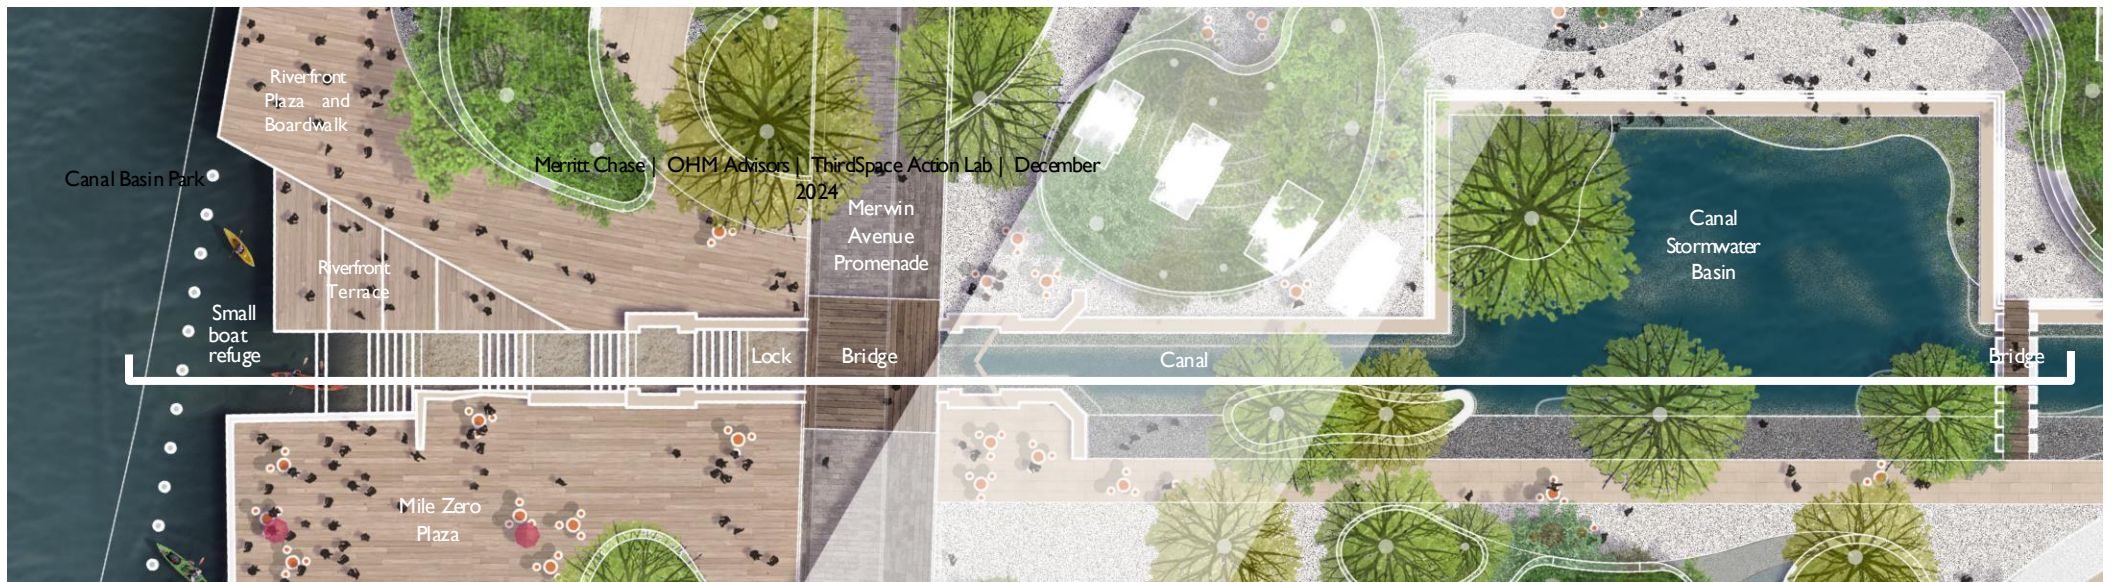 Riverfront
Plaza and
Boardwalk
Canal Basin Park
Merritt Chase | OHM Advisors | ThirdSpace Action Lab | December
2024
Merwin
Avenue
Promenade
Canal
Stormwater
Basin
Riverfront
Terrace
Small
boat
refuge
Lock
Bridge
Canal
Bridge
Mile Zero
Plaza